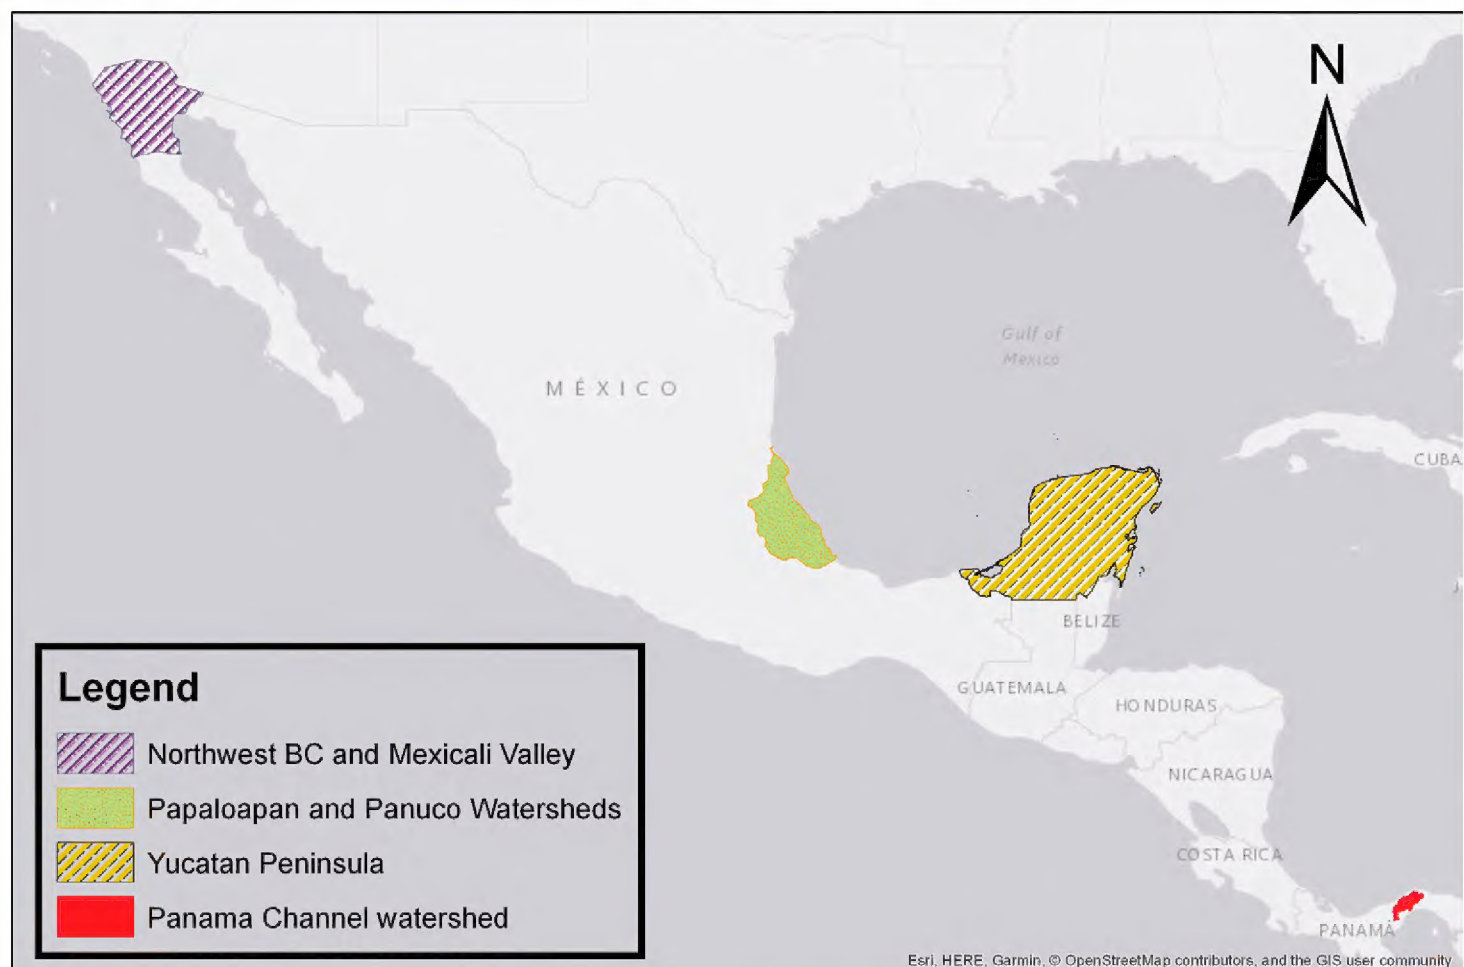 N
Gulf of
Mexico
MÉXICO
CUBA
BELIZE
GUATEMALA
HONDURAS
NICARAGUA
COSTA RICA
PANAMÁ
Legend
Northwest BC and Mexicali Valley
Papaloapan and Panuco Watersheds
Yucatan Peninsula
Panama Channel watershed
Esri, HERE, Garmin, © OpenStreetMap contributors, and the GIS user community